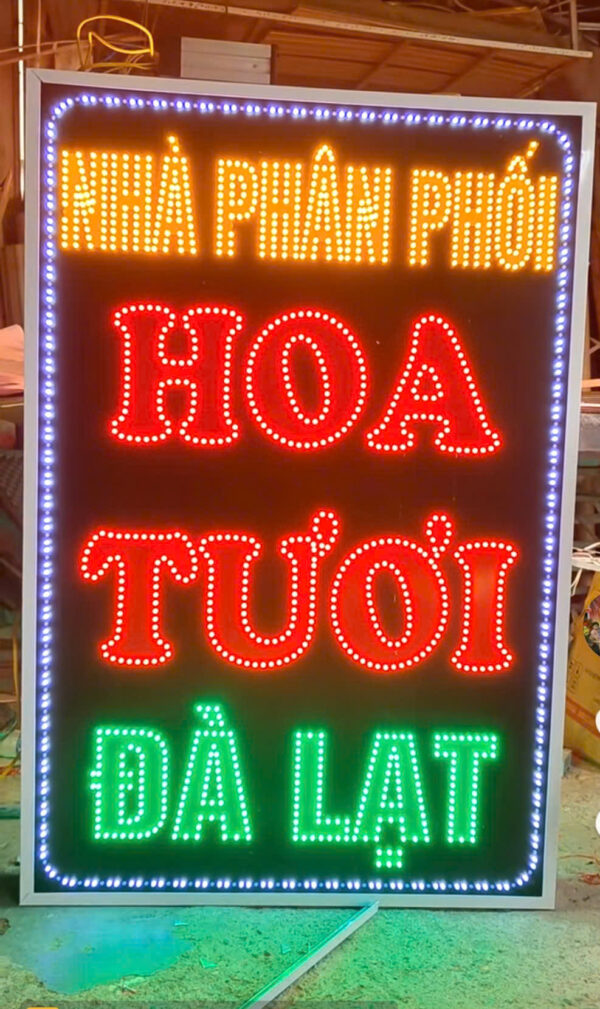 NHÀ PHÂN PHỐI
HOA
TƯƠI
ĐÀ LẠT